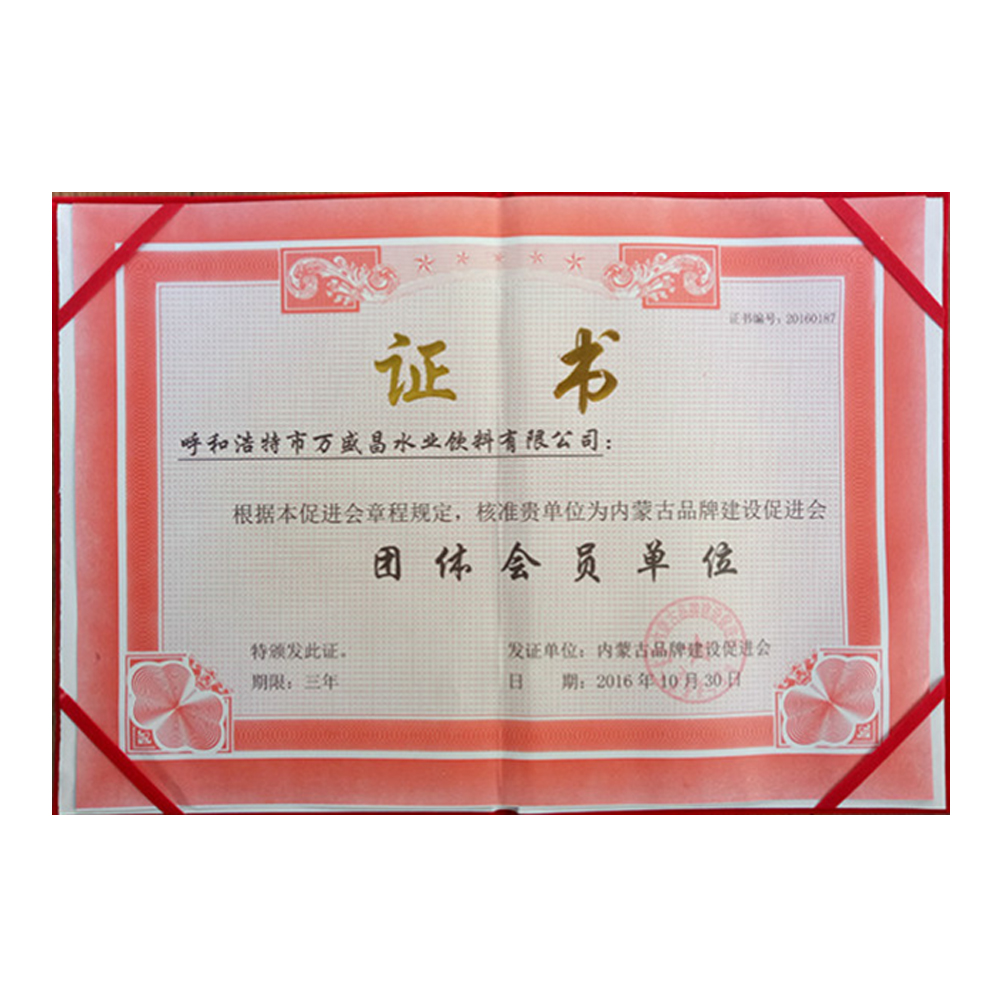 证书编号：20160187
证 书
呼和浩特市万盛昌水业饮料有限公司：
根据本促进会章程规定，核准贵单位为内蒙古品牌建设促进会
团体会员单位
特颁发此证。
发证单位：内蒙古品牌建设促进会
期限：三年
日 期：2016年10月30日